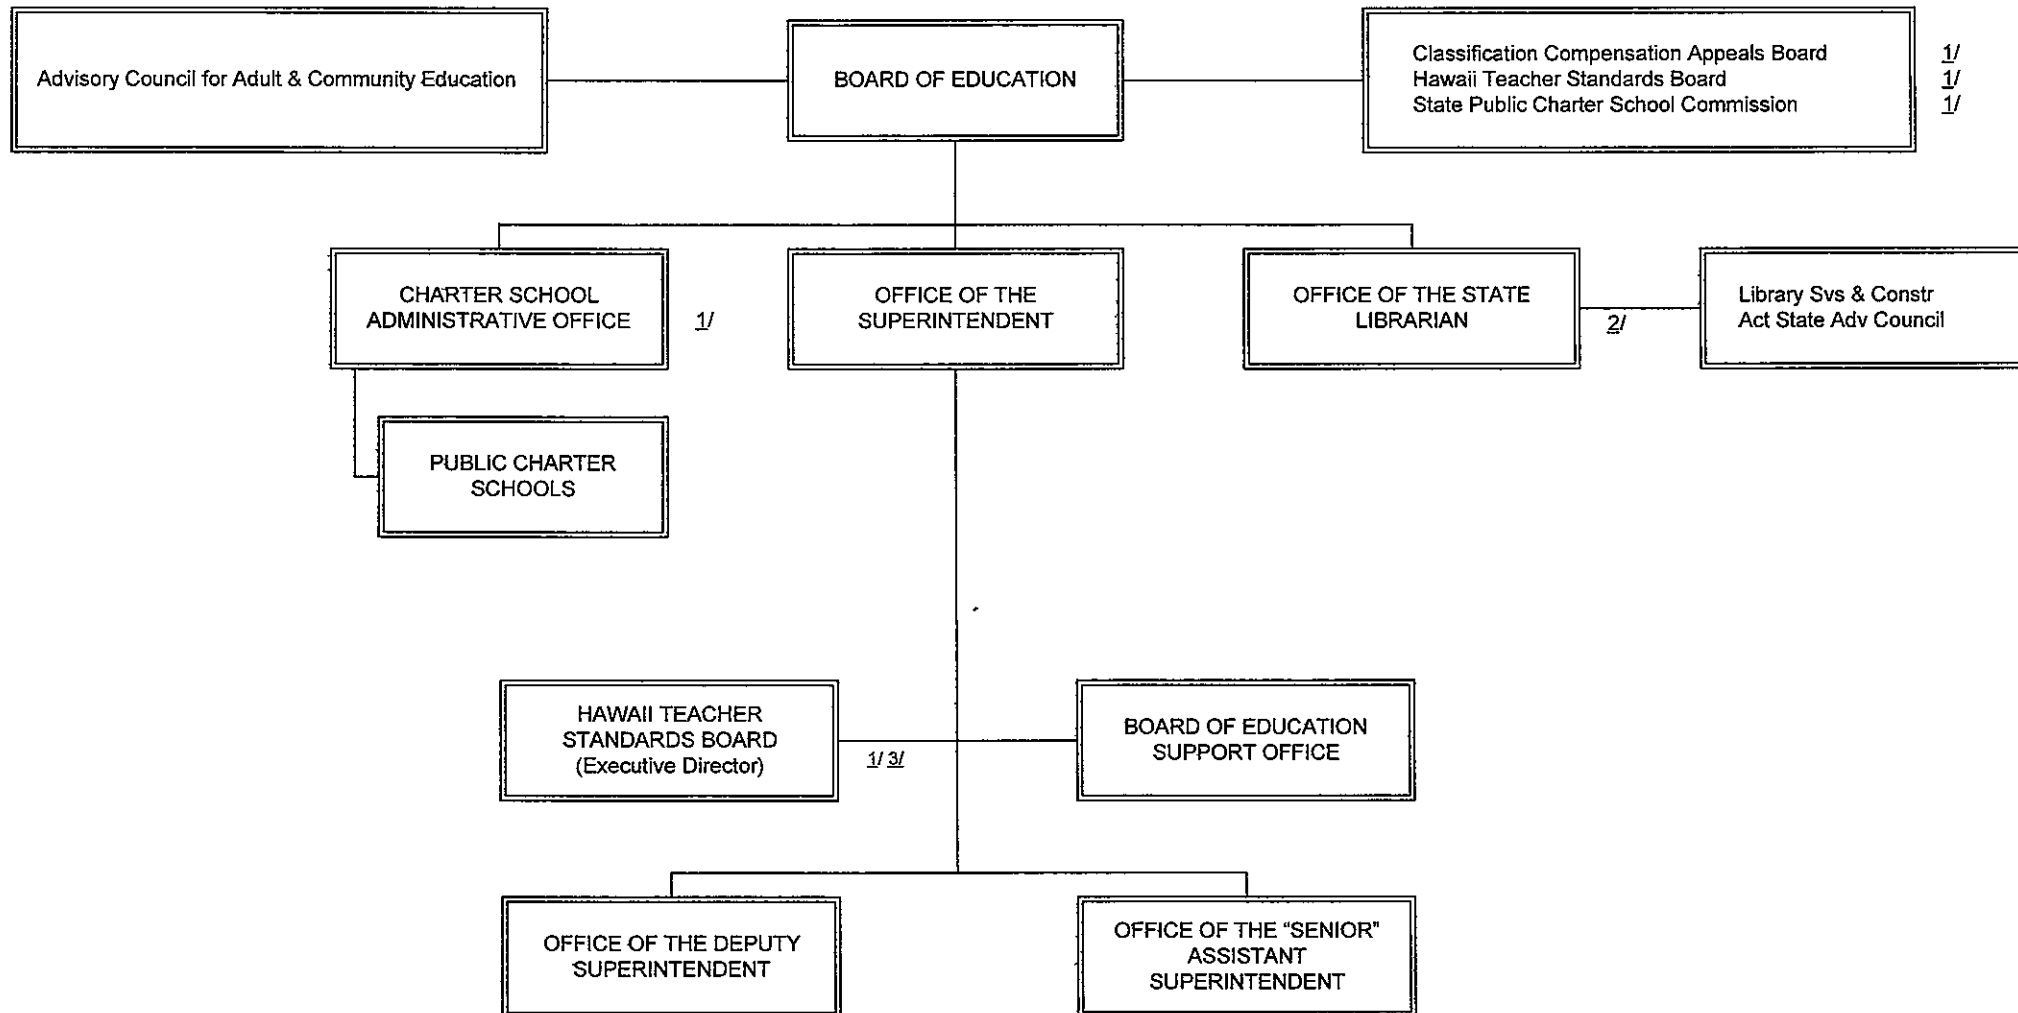 Advisory Council for Adult & Community Education
BOARD OF EDUCATION
Classification Compensation Appeals Board 1/
Hawaii Teacher Standards Board 1/
State Public Charter School Commission 1/
CHARTER SCHOOL
ADMINISTRATIVE OFFICE 1/
OFFICE OF THE
SUPERINTENDENT
OFFICE OF THE STATE
LIBRARIAN
2/
Library Svs & Constr
Act State Adv Council
PUBLIC CHARTER
SCHOOLS
HAWAII TEACHER
STANDARDS BOARD
(Executive Director)
1/ 3/
BOARD OF EDUCATION
SUPPORT OFFICE
OFFICE OF THE DEPUTY
SUPERINTENDENT
OFFICE OF THE "SENIOR"
ASSISTANT
SUPERINTENDENT